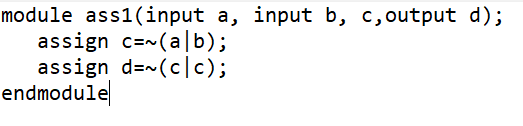 module ass1(input a, input b, c,output d);
   assign c=~(a|b);
   assign d=~(c|c);
endmodule